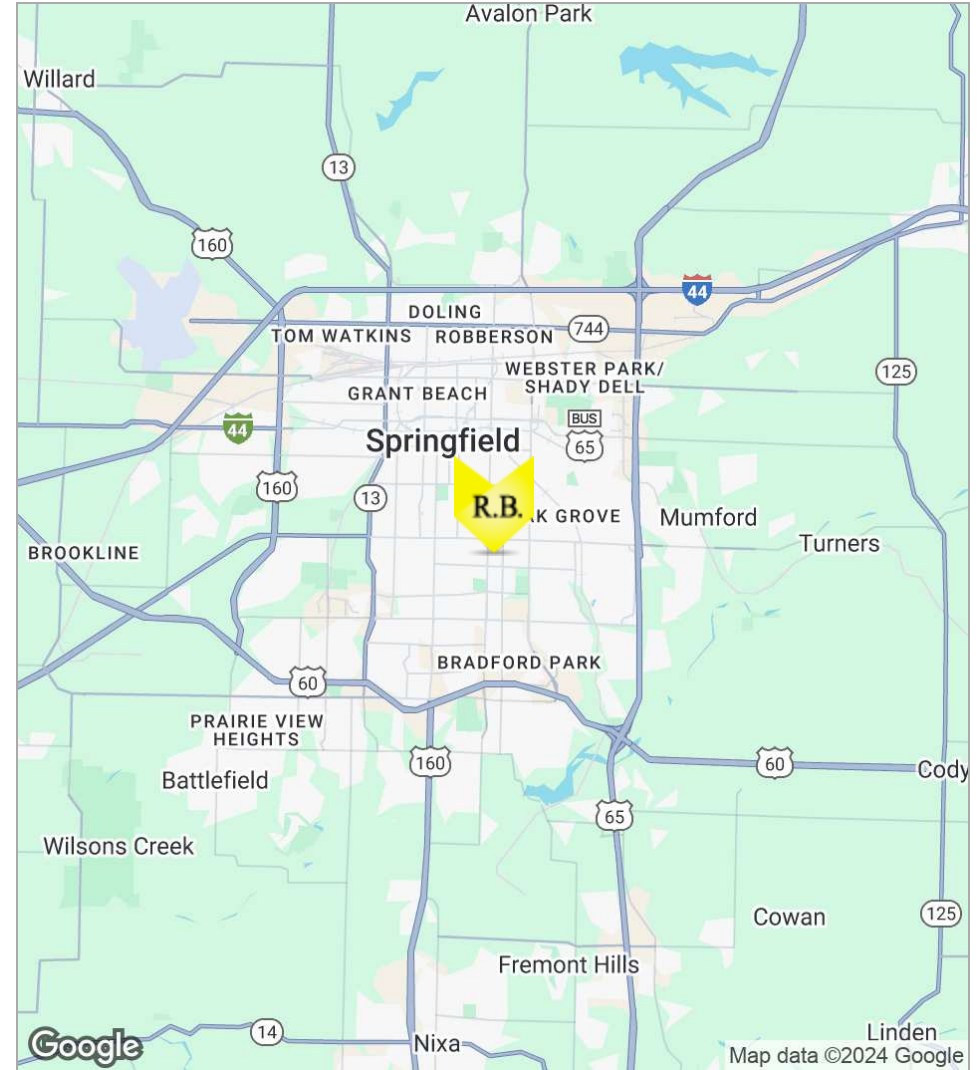 Avalon Park
Willard
13
160
44
DOLING
744
TOM WATKINS
ROBBERSON
WEBSTER PARK/
SHADY DELL
125
GRANT BEACH
BUS
65
44
Springfield
160
13
R.B.
AK GROVE
Mumford
Turners
BROOKLINE
BRADFORD PARK
60
PRAIRIE VIEW
HEIGHTS
160
60
Cody
Battlefield
65
Wilsons Creek
Cowan
125
Fremont Hills
14
Nixa
Linden
Google
Map data ©2024 Google